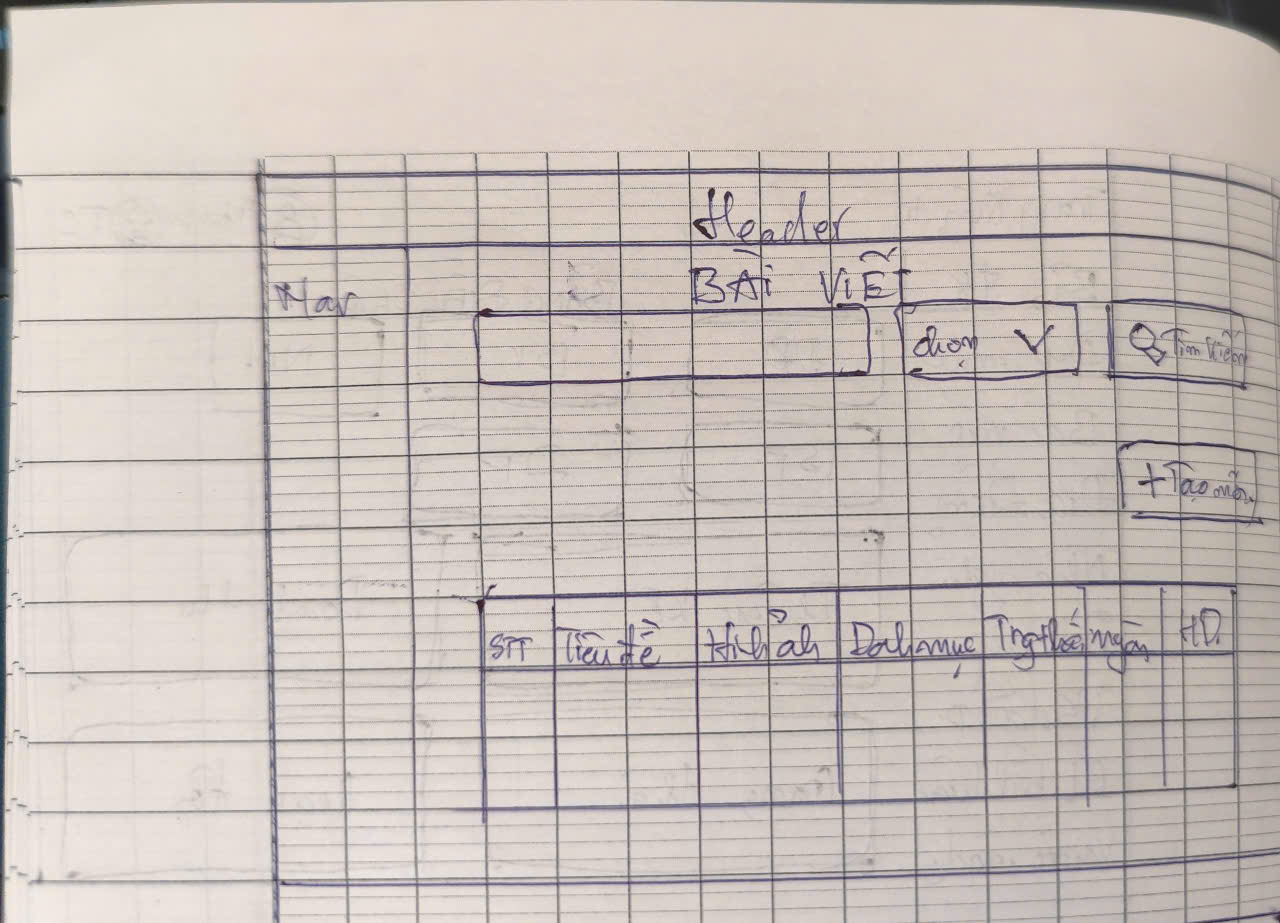 Header
BÀI VIẾT
Nav
chọn V
Tìm kiếm
+ Tạo mới
STT Tiêu đề Hình ảnh Danh mục Trạng thái ngày HD.